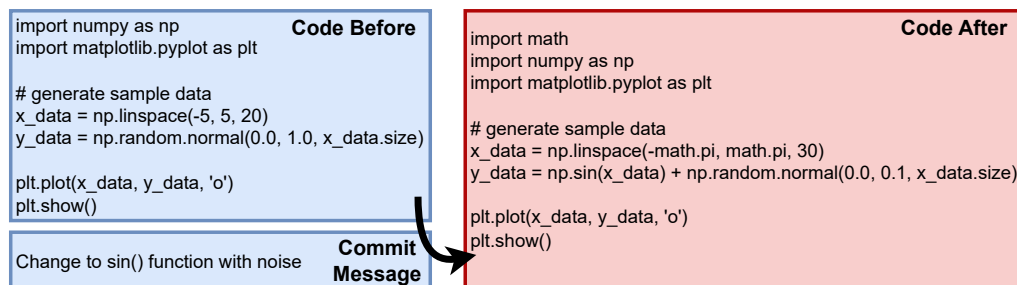 Code Before
import numpy as np
import matplotlib.pyplot as plt
# generate sample data
x_data = np.linspace(-5, 5, 20)
y_data = np.random.normal(0.0, 1.0, x_data.size)
plt.plot(x_data, y_data, 'o')
plt.show()
Commit
Message
Change to sin() function with noise
Code After
import math
import numpy as np
import matplotlib.pyplot as plt
# generate sample data
x_data = np.linspace(-math.pi, math.pi, 30)
y_data = np.sin(x_data) + np.random.normal(0.0, 0.1, x_data.size)
plt.plot(x_data, y_data, 'o')
plt.show()